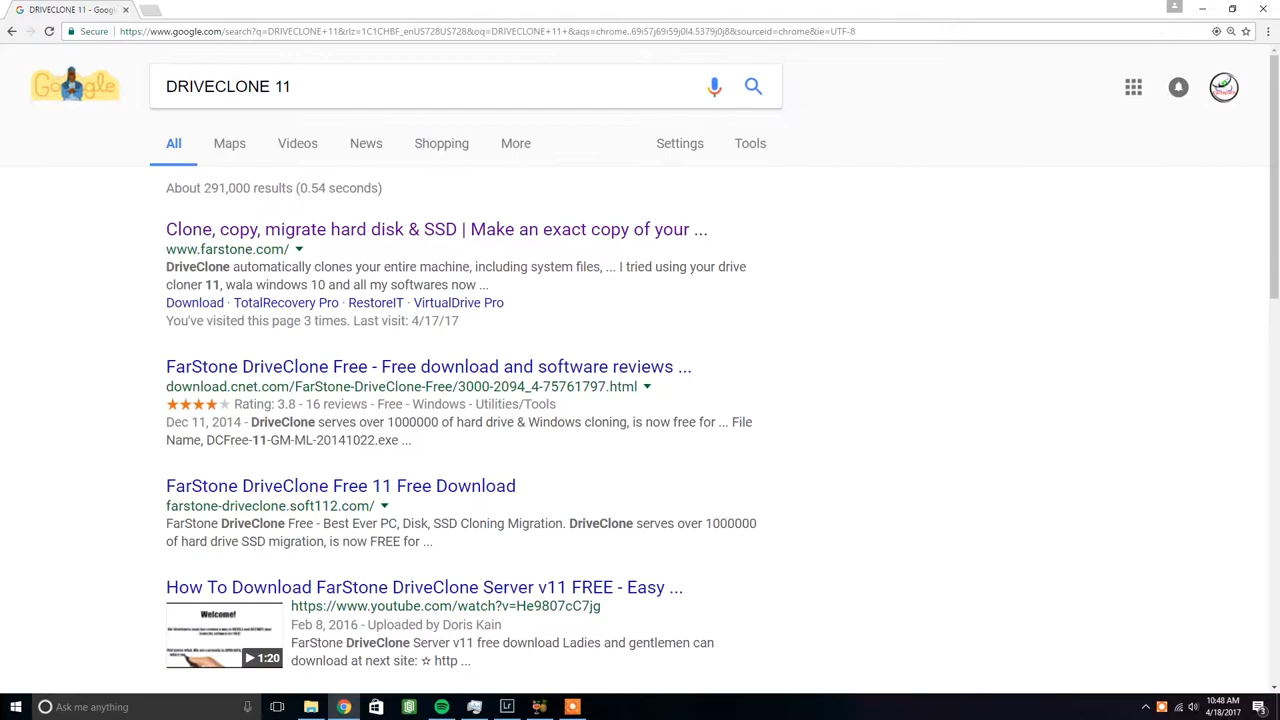 DRIVECLONE 11 - Google
Secure
https://www.google.com/search?q=DRIVECLONE+11&rlz=1C1CHBF_enUS728US728&oq=DRIVECLONE+11+&aqs=chrome..69i57j69i59j0l4.5379j0j8&sourceid=chrome&ie=UTF-8
Google
DRIVECLONE 11
All Maps Videos News Shopping More Settings Tools
About 291,000 results (0.54 seconds)
Clone, copy, migrate hard disk & SSD | Make an exact copy of your ...
www.farstone.com/
DriveClone automatically clones your entire machine, including system files, ... I tried using your drive
cloner 11, wala windows 10 and all my softwares now ...
Download · TotalRecovery Pro · RestoreIT · VirtualDrive Pro
You've visited this page 3 times. Last visit: 4/17/17
FarStone DriveClone Free - Free download and software reviews ...
download.cnet.com/FarStone-DriveClone-Free/3000-2094_4-75761797.html
Rating: 3.8 - 16 reviews - Free - Windows - Utilities/Tools
Dec 11, 2014 - DriveClone serves over 1000000 of hard drive & Windows cloning, is now free for ... File
Name, DCFree-11-GM-ML-20141022.exe ...
FarStone DriveClone Free 11 Free Download
farstone-driveclone.soft112.com/
FarStone DriveClone Free - Best Ever PC, Disk, SSD Cloning Migration. DriveClone serves over 1000000
of hard drive SSD migration, is now FREE for ...
How To Download FarStone DriveClone Server v11 FREE - Easy ...
https://www.youtube.com/watch?v=He9807cC7jg
Feb 8, 2016 - Uploaded by Doris Kain
FarStone DriveClone Server v11 free download Ladies and gentlemen can
download at next site: ☆ http ...
Welcome!
1:20
Ask me anything
10:48 AM
4/18/2017